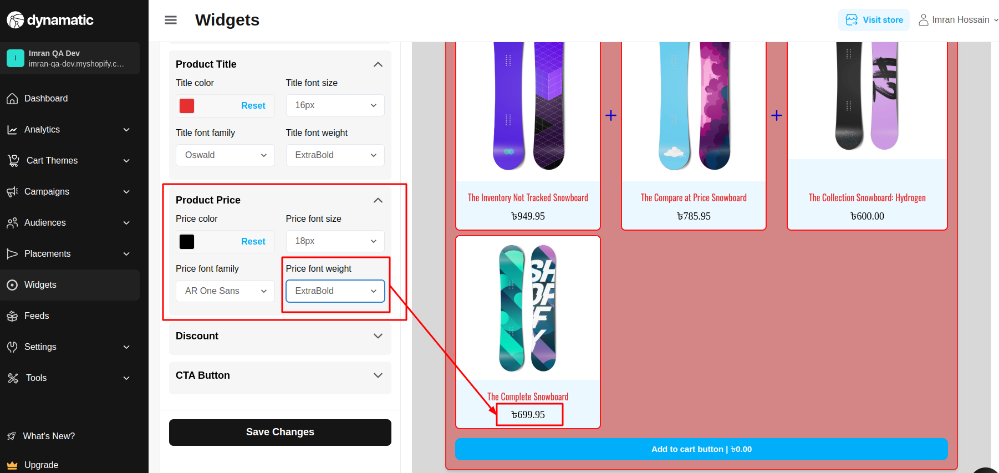 dynamatic
Widgets
Visit store
Imran Hossain
I
Imran QA Dev
imran-qa-dev.myshopify.c...
Dashboard
Analytics
Cart Themes
Campaigns
Audiences
Placements
Widgets
Feeds
Settings
Tools
What's New?
Upgrade
Product Title
Title color
Title font size
Reset
16px
Title font family
Title font weight
Oswald
ExtraBold
Product Price
Price color
Price font size
Reset
18px
Price font family
Price font weight
AR One Sans
ExtraBold
Discount
CTA Button
Save Changes
+
+
The Inventory Not Tracked Snowboard
৳949.95
The Compare at Price Snowboard
৳785.95
The Collection Snowboard: Hydrogen
৳600.00
SH
OP
IF
Y
The Complete Snowboard
৳699.95
Add to cart button | ৳0.00